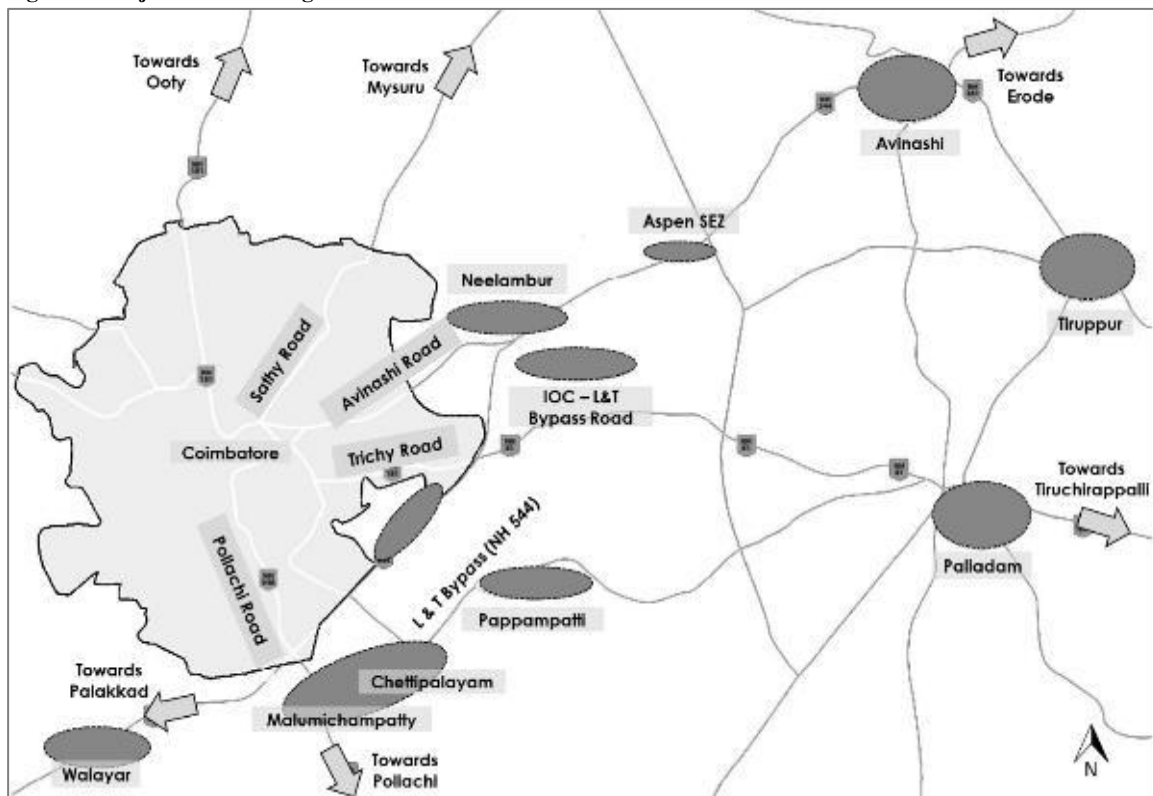 Towards
Ooty
Towards
Mysuru
Towards
Erode
Avinashi
Aspen SEZ
Neelambur
Tiruppur
Sathy Road
Avinashi Road
IOC – L&T
Bypass Road
Coimbatore
Trichy Road
Towards
Tiruchirappalli
L & T Bypass (NH 544)
Pollachi Road
Palladam
Pappampatti
Towards
Palakkad
Chettipalayam
Malumichampatty
Towards
Pollachi
Walayar
N